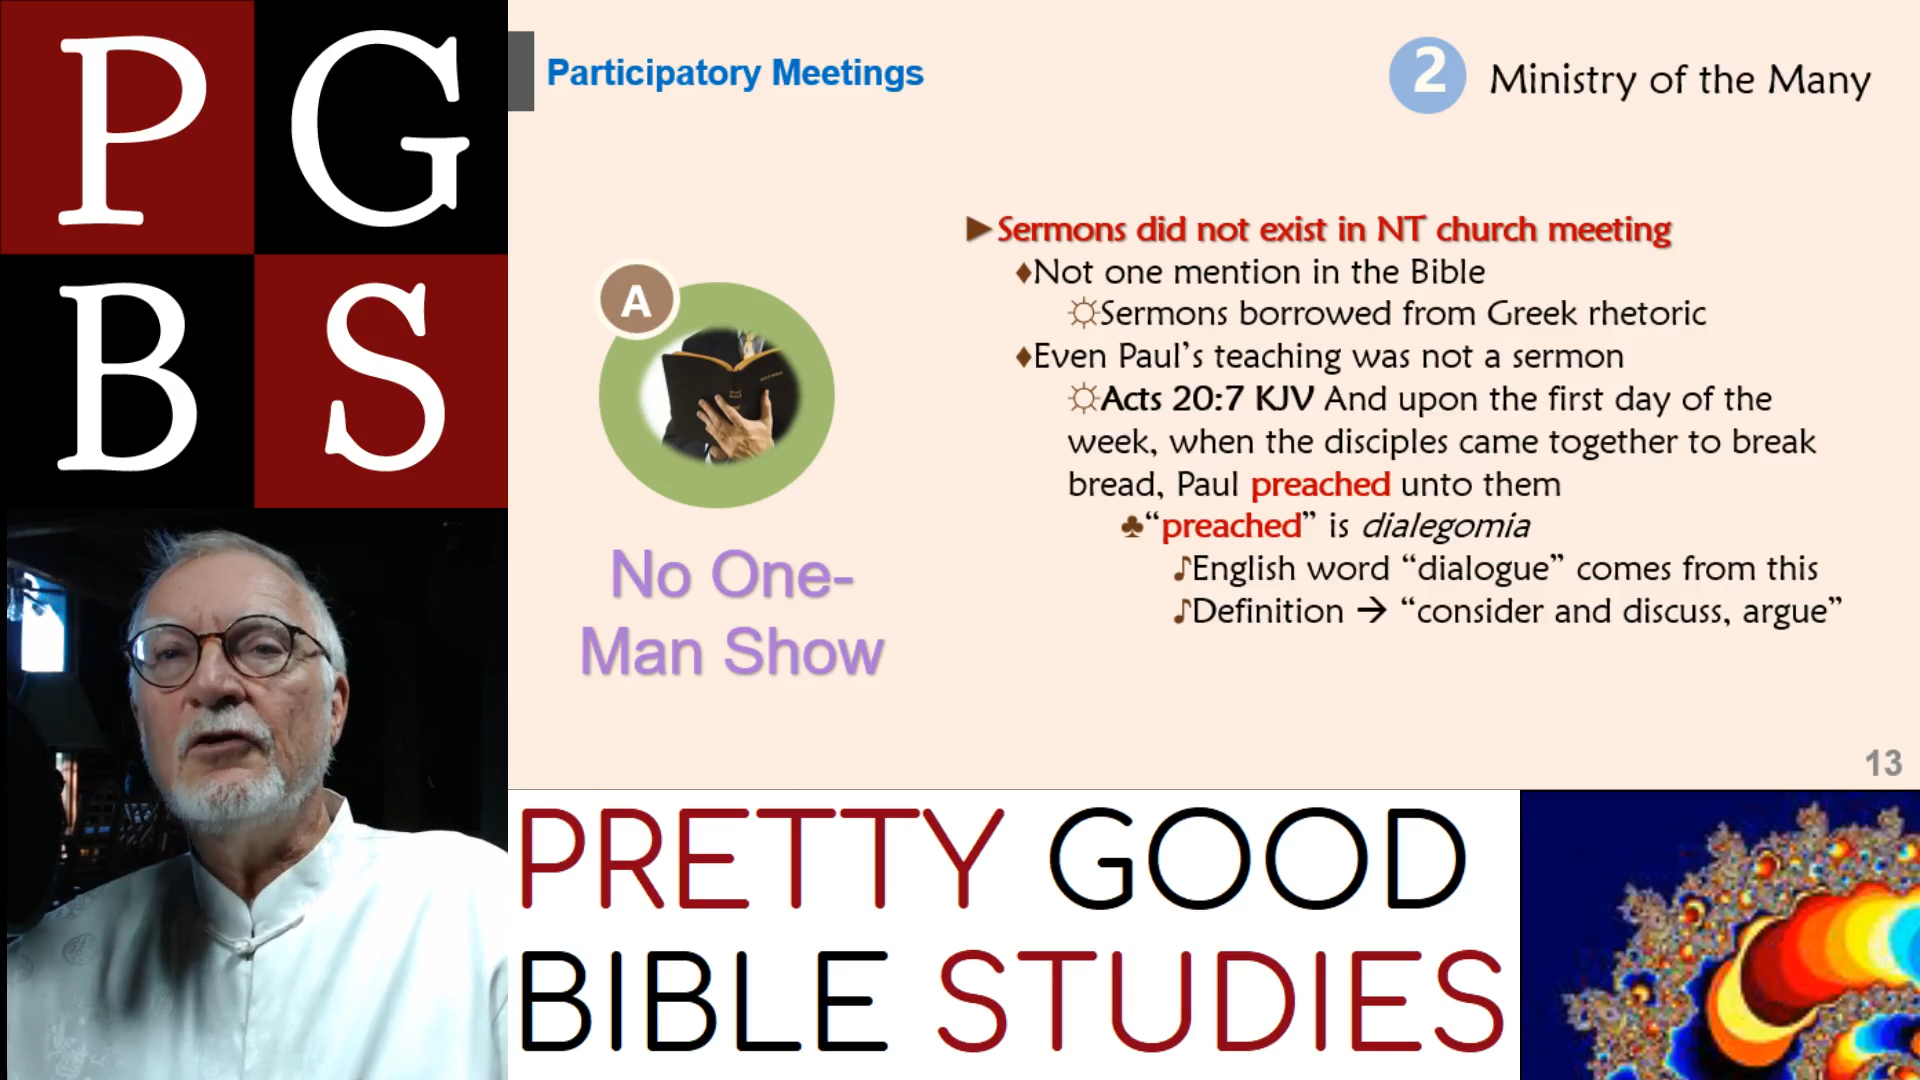 P G
B S
Participatory Meetings
2 Ministry of the Many
A
No One-
Man Show
►Sermons did not exist in NT church meeting
♦Not one mention in the Bible
☼Sermons borrowed from Greek rhetoric
♦Even Paul’s teaching was not a sermon
☼Acts 20:7 KJV And upon the first day of the
week, when the disciples came together to break
bread, Paul preached unto them
♣“preached” is dialegomia
♪English word “dialogue” comes from this
♪Definition → “consider and discuss, argue”
13
PRETTY GOOD
BIBLE STUDIES